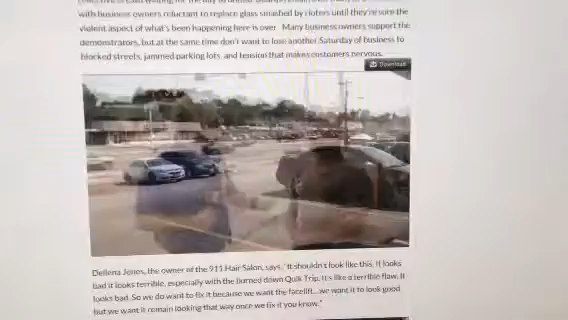 with business owners reluctant to replace glass smashed by rioters until they're sure the
violent aspect of what's been happening here is over. Many business owners support the
demonstrators, but at the same time don't want to lose another Saturday of business to
blocked streets, jammed parking lots, and tension that makes customers nervous.
Download
Dellena Jones, the owner of the 911 Hair Salon, says, "It shouldn't look like this. It looks
bad it looks terrible, especially with the burned down Quik Trip. It's like a terrible flaw. It
looks bad. So we do want to fix it because we want the facelift... we want it to look good
but we want it remain looking that way once we fix it you know."